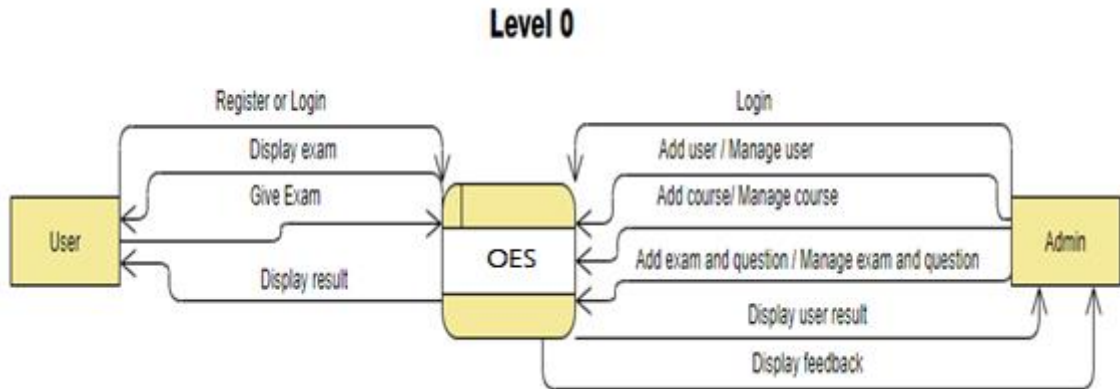 Level 0
Register or Login
Login
Display exam
Add user / Manage user
Give Exam
Add course/ Manage course
User
OES
Admin
Display result
Add exam and question / Manage exam and question
Display user result
Display feedback